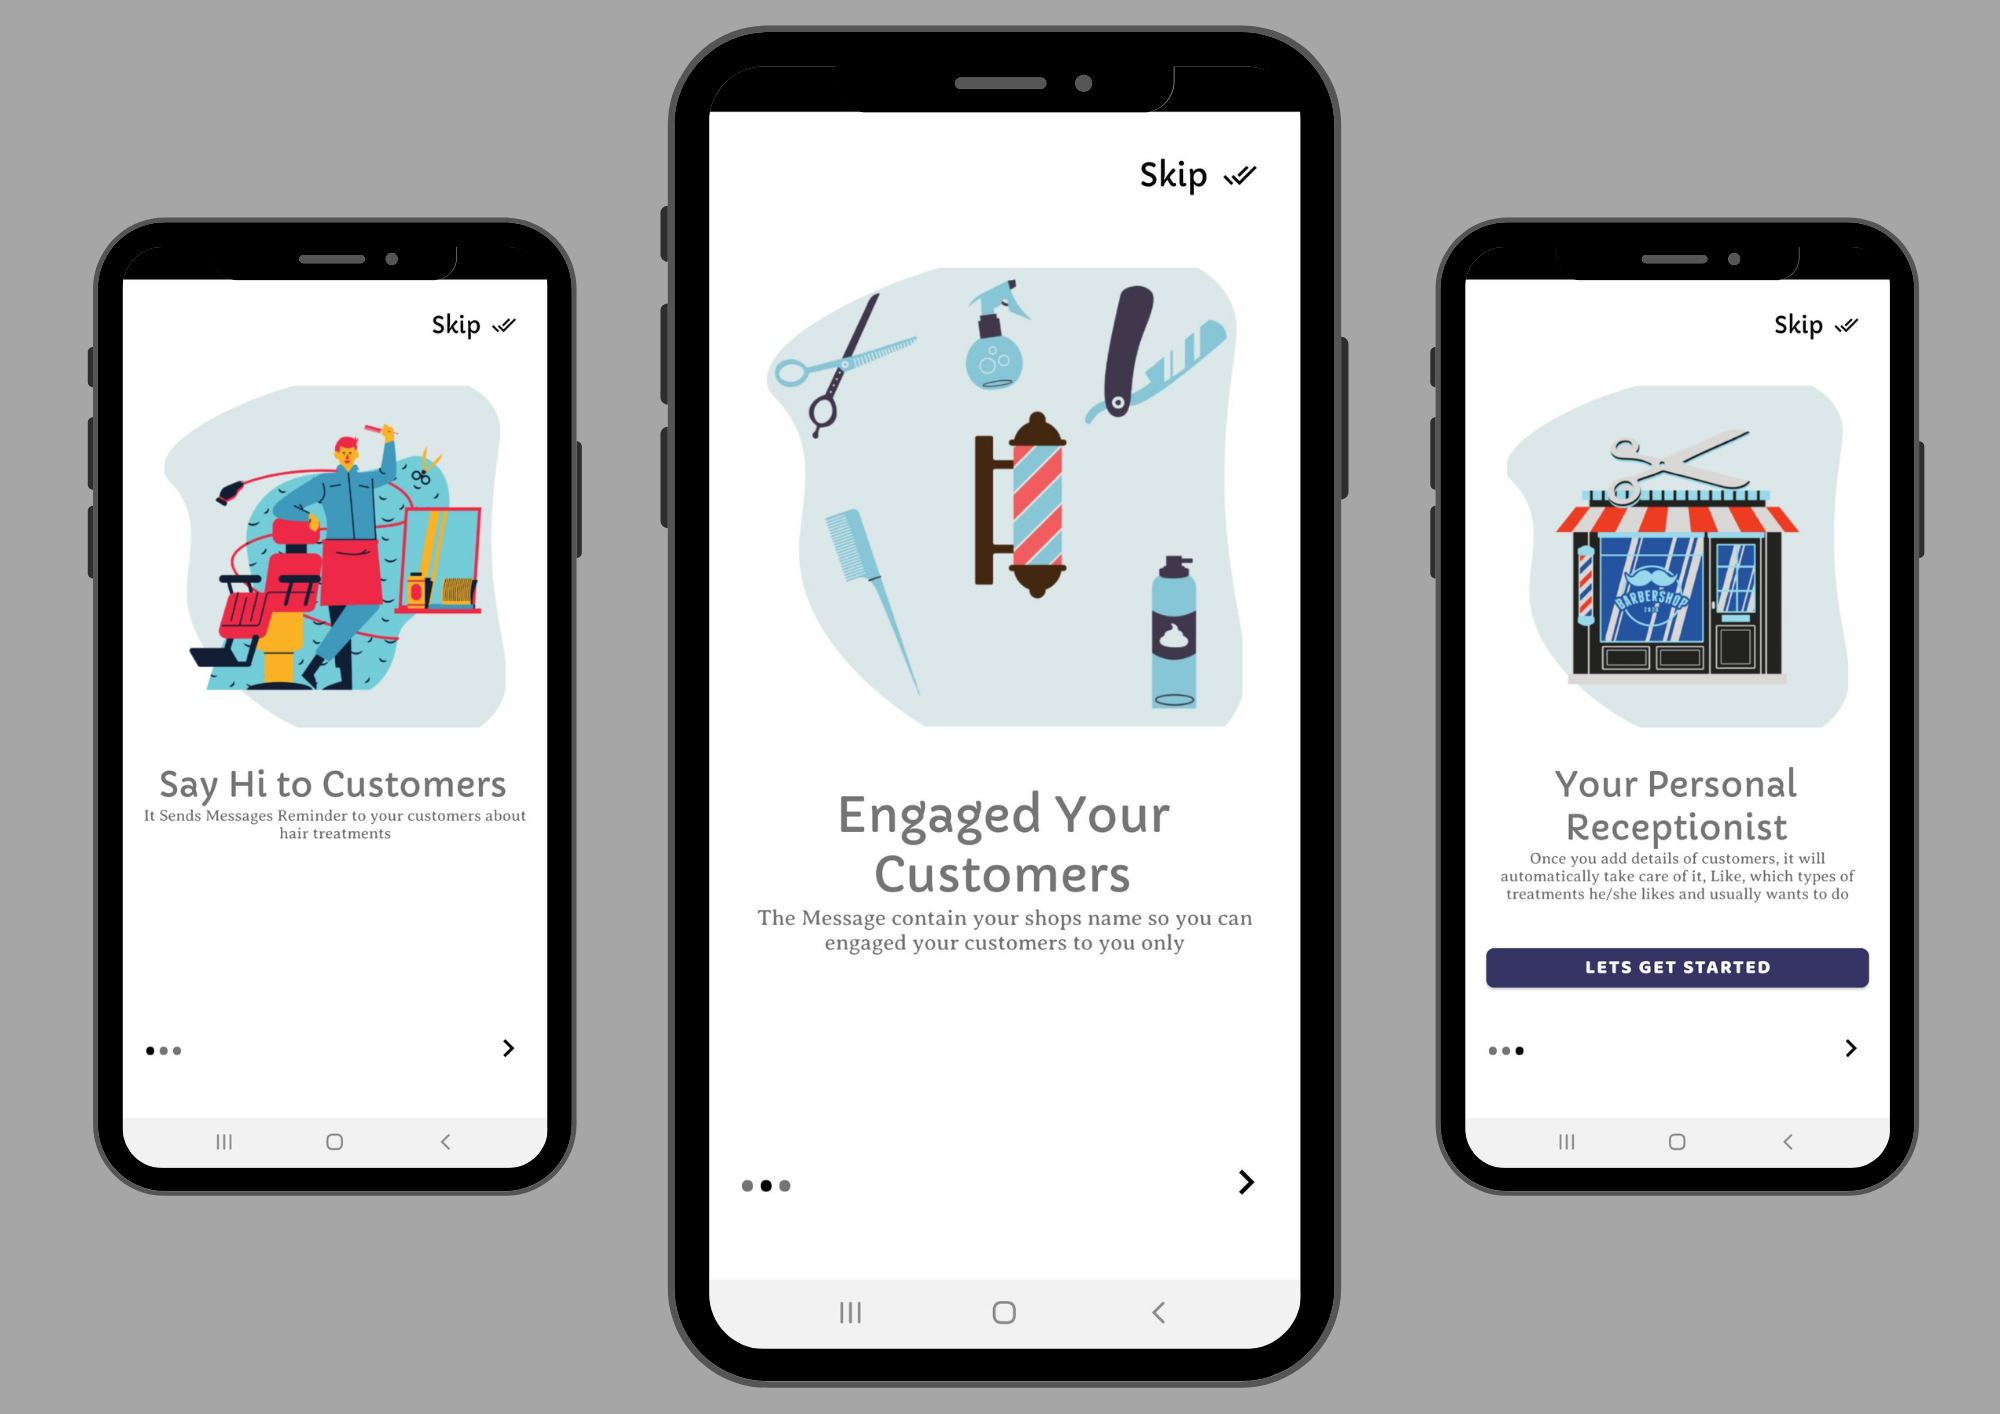 Skip
Say Hi to Customers
It Sends Messages Reminder to your customers about
hair treatments
Skip
Engaged Your
Customers
The Message contain your shops name so you can
engaged your customers to you only
Skip
BARBERSHOP
Your Personal
Receptionist
Once you add details of customers, it will
automatically take care of it, Like, which types of
treatments he/she likes and usually wants to do
LETS GET STARTED